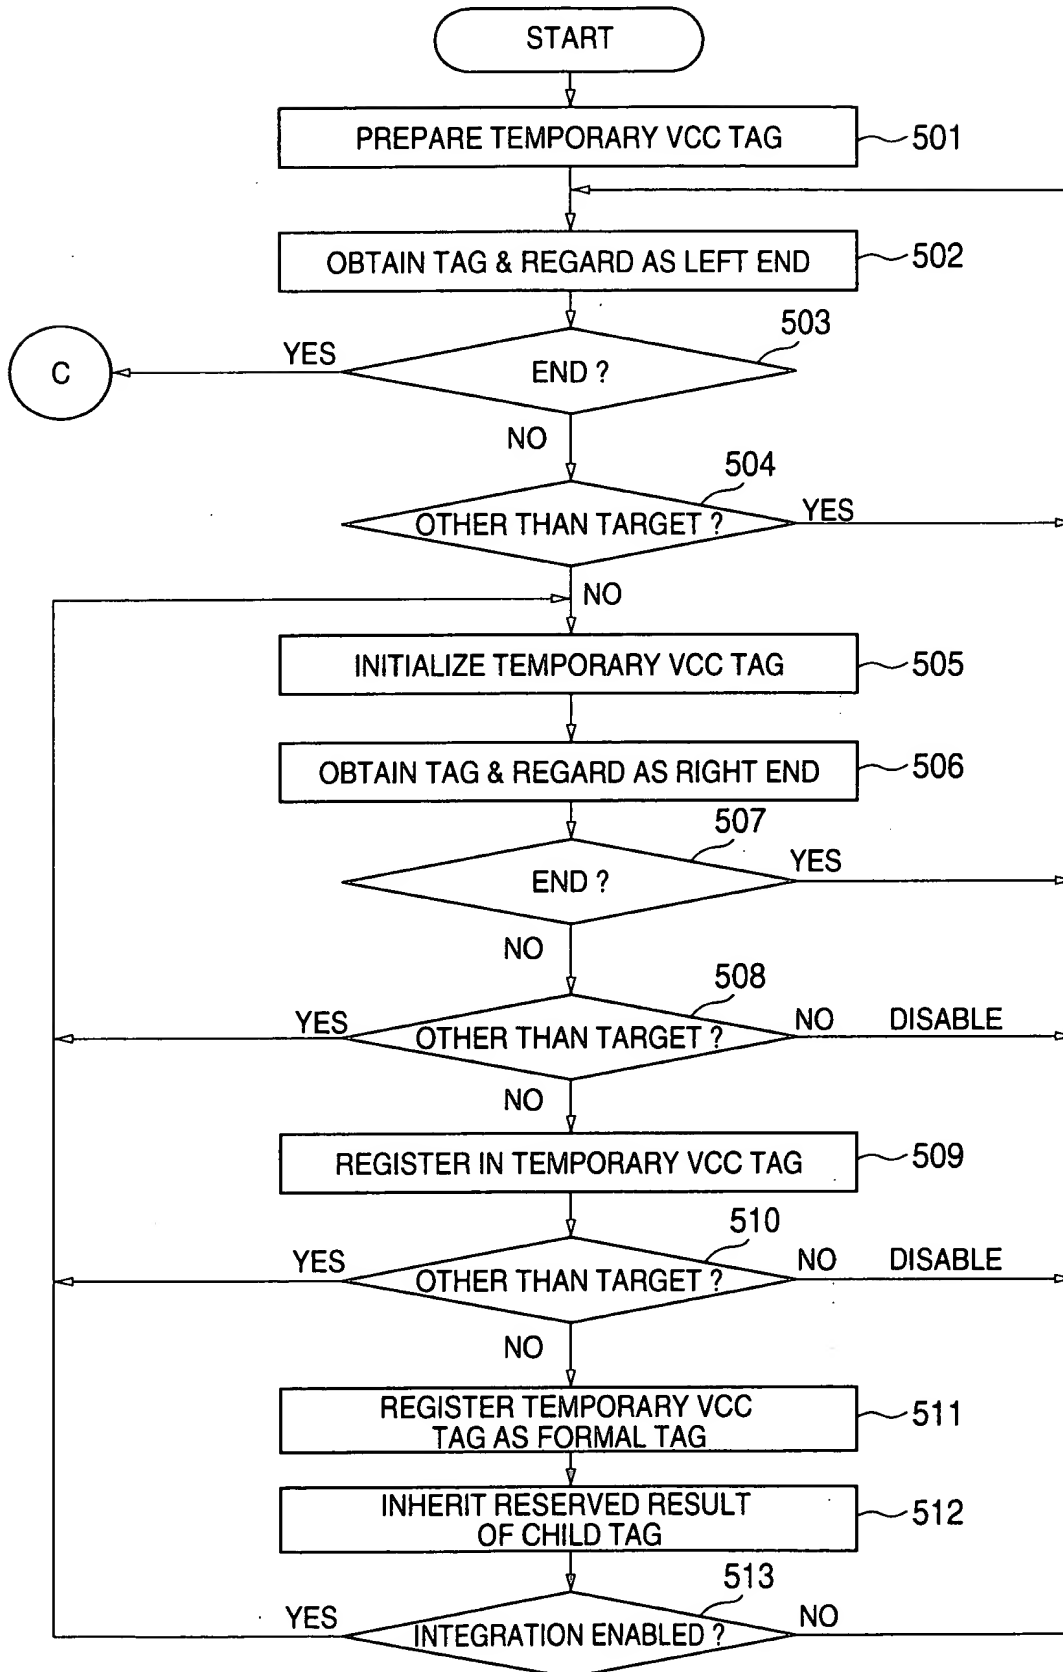 START
PREPARE TEMPORARY VCC TAG
501
OBTAIN TAG & REGARD AS LEFT END
502
503
YES
C
END ?
NO
504
OTHER THAN TARGET ?
YES
NO
INITIALIZE TEMPORARY VCC TAG
505
OBTAIN TAG & REGARD AS RIGHT END
506
507
END ?
YES
NO
508
YES
OTHER THAN TARGET ?
NO DISABLE
NO
REGISTER IN TEMPORARY VCC TAG
509
510
YES
OTHER THAN TARGET ?
NO DISABLE
NO
REGISTER TEMPORARY VCC
TAG AS FORMAL TAG
511
INHERIT RESERVED RESULT
OF CHILD TAG
512
513
YES
INTEGRATION ENABLED ?
NO